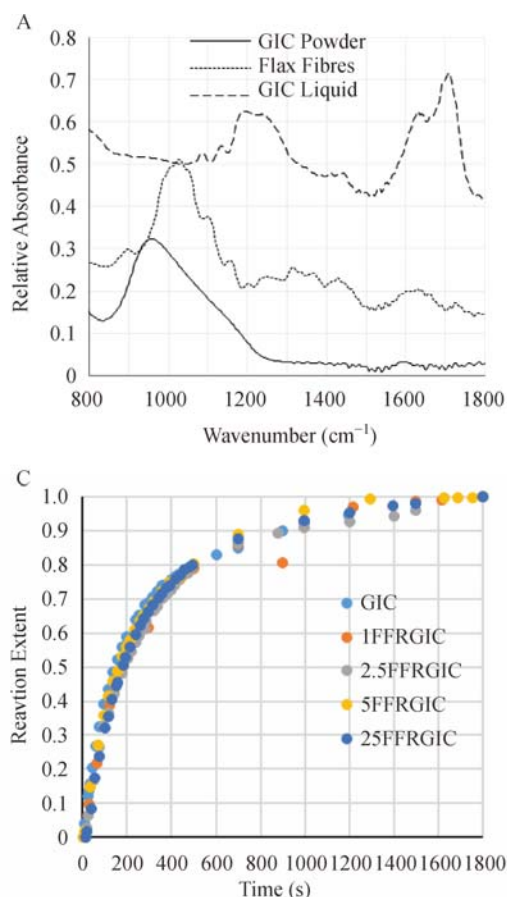 A
0.8
0.7
0.6
0.5
0.4
0.3
0.2
0.1
0
GIC Powder
Flax Fibres
GIC Liquid
Relative Absorbance
800 1000 1200 1400 1600 1800
Wavenumber (cm⁻¹)
C
1.0
0.9
0.8
0.7
0.6
0.5
0.4
0.3
0.2
0.1
0
GIC
1FFRGIC
2.5FFRGIC
5FFRGIC
25FFRGIC
Reavtion Extent
0 200 400 600 800 1000 1200 1400 1600 1800
Time (s)